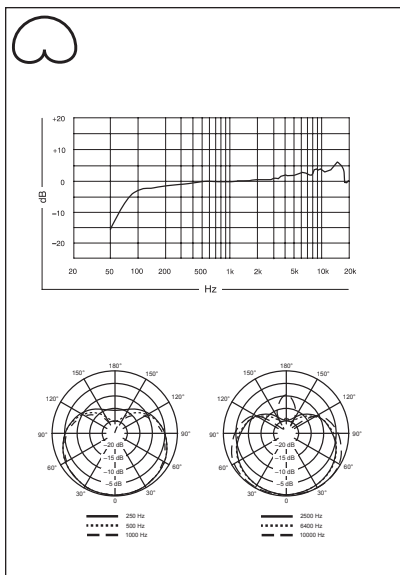 +20
+10
0
−10
−20
dB
20 50 100 200 500 1k 2k 5k 10k 20k
Hz
180°
150° 150°
120° 120°
90° 90°
60° 60°
30° 30°
0
−20 dB
−15 dB
−10 dB
−5 dB
250 Hz
500 Hz
1000 Hz
180°
150° 150°
120° 120°
90° 90°
60° 60°
30° 30°
0
−20 dB
−15 dB
−10 dB
−5 dB
2500 Hz
6400 Hz
10000 Hz